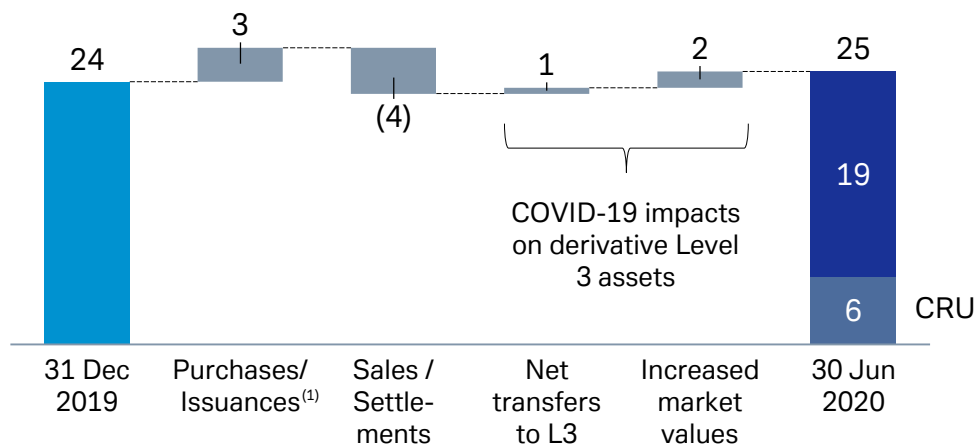 24
3
(4)
1
2
25
19
6
CRU
COVID-19 impacts
on derivative Level
3 assets
31 Dec
2019
Purchases/
Issuances(1)
Sales /
Settle-
ments
Net
transfers
to L3
Increased
market
values
30 Jun
2020